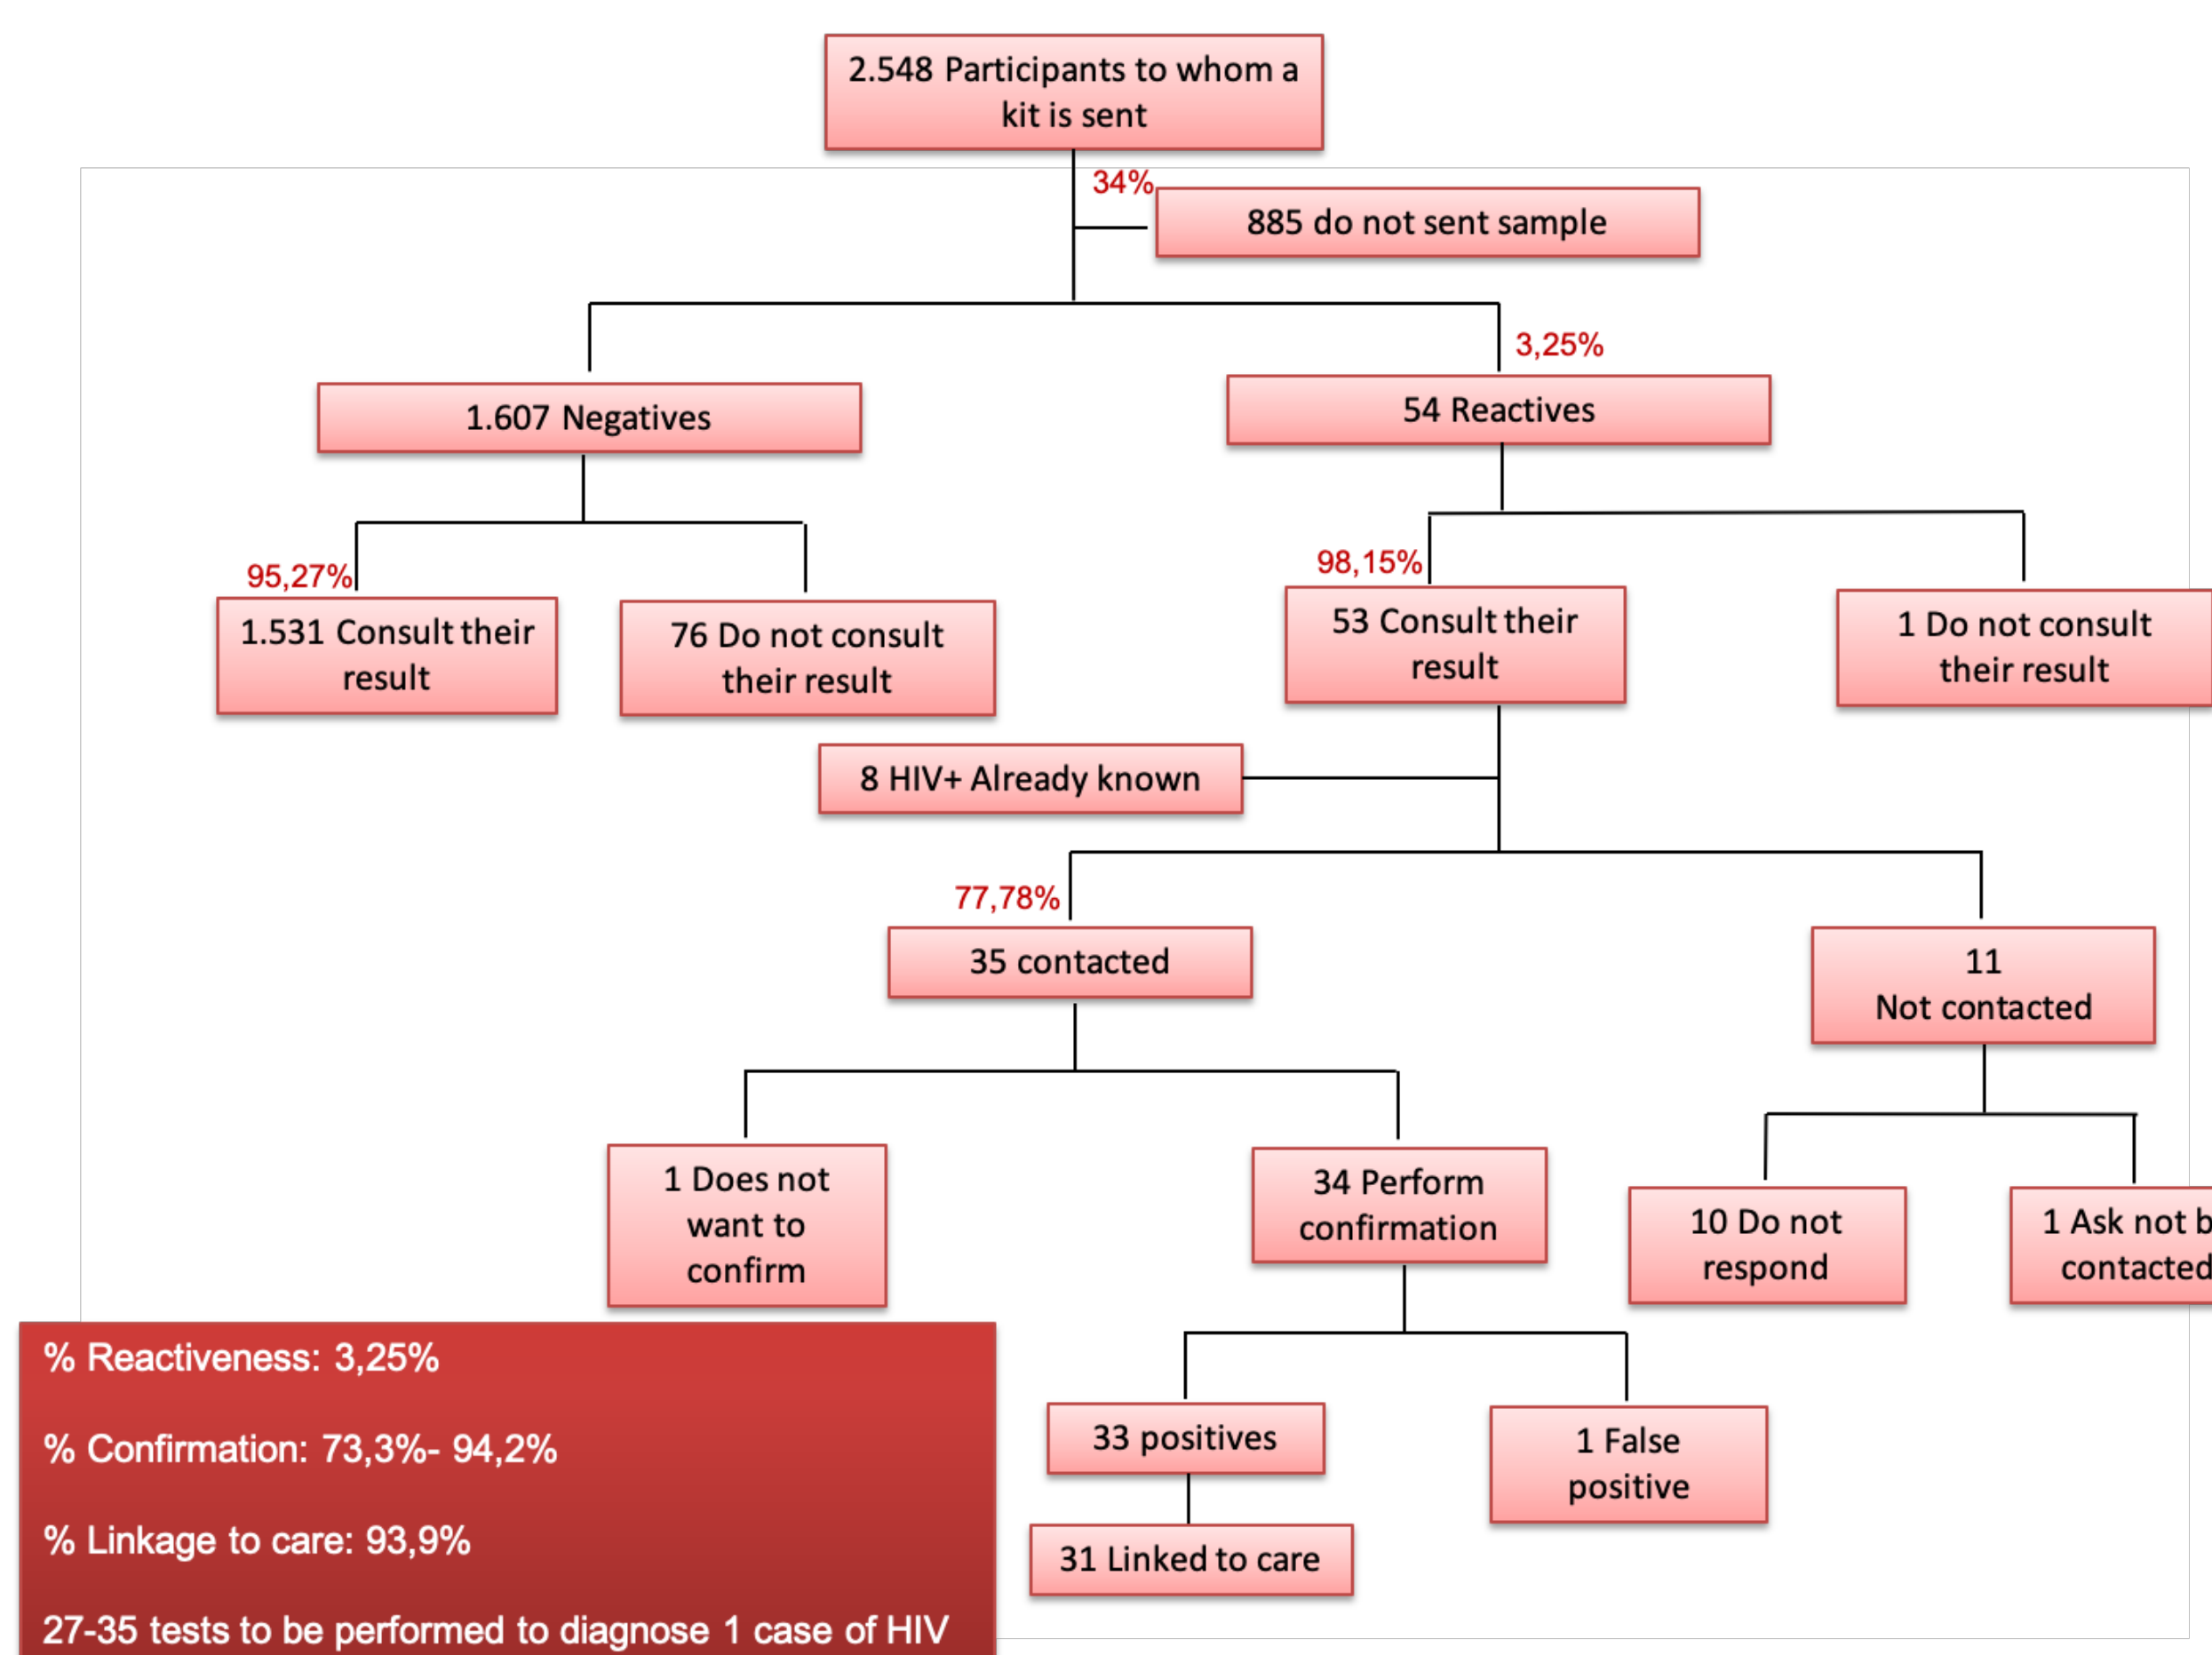 2.548 Participants to whom a
kit is sent
34%
885 do not sent sample
3,25%
1.607 Negatives
54 Reactives
95,27%
1.531 Consult their
result
76 Do not consult
their result
98,15%
53 Consult their
result
1 Do not consult
their result
8 HIV+ Already known
77,78%
35 contacted
11
Not contacted
1 Does not
want to
confirm
34 Perform
confirmation
10 Do not
respond
1 Ask not b
contacted
33 positives
1 False
positive
31 Linked to care
% Reactiveness: 3,25%
% Confirmation: 73,3%- 94,2%
% Linkage to care: 93,9%
27-35 tests to be performed to diagnose 1 case of HIV